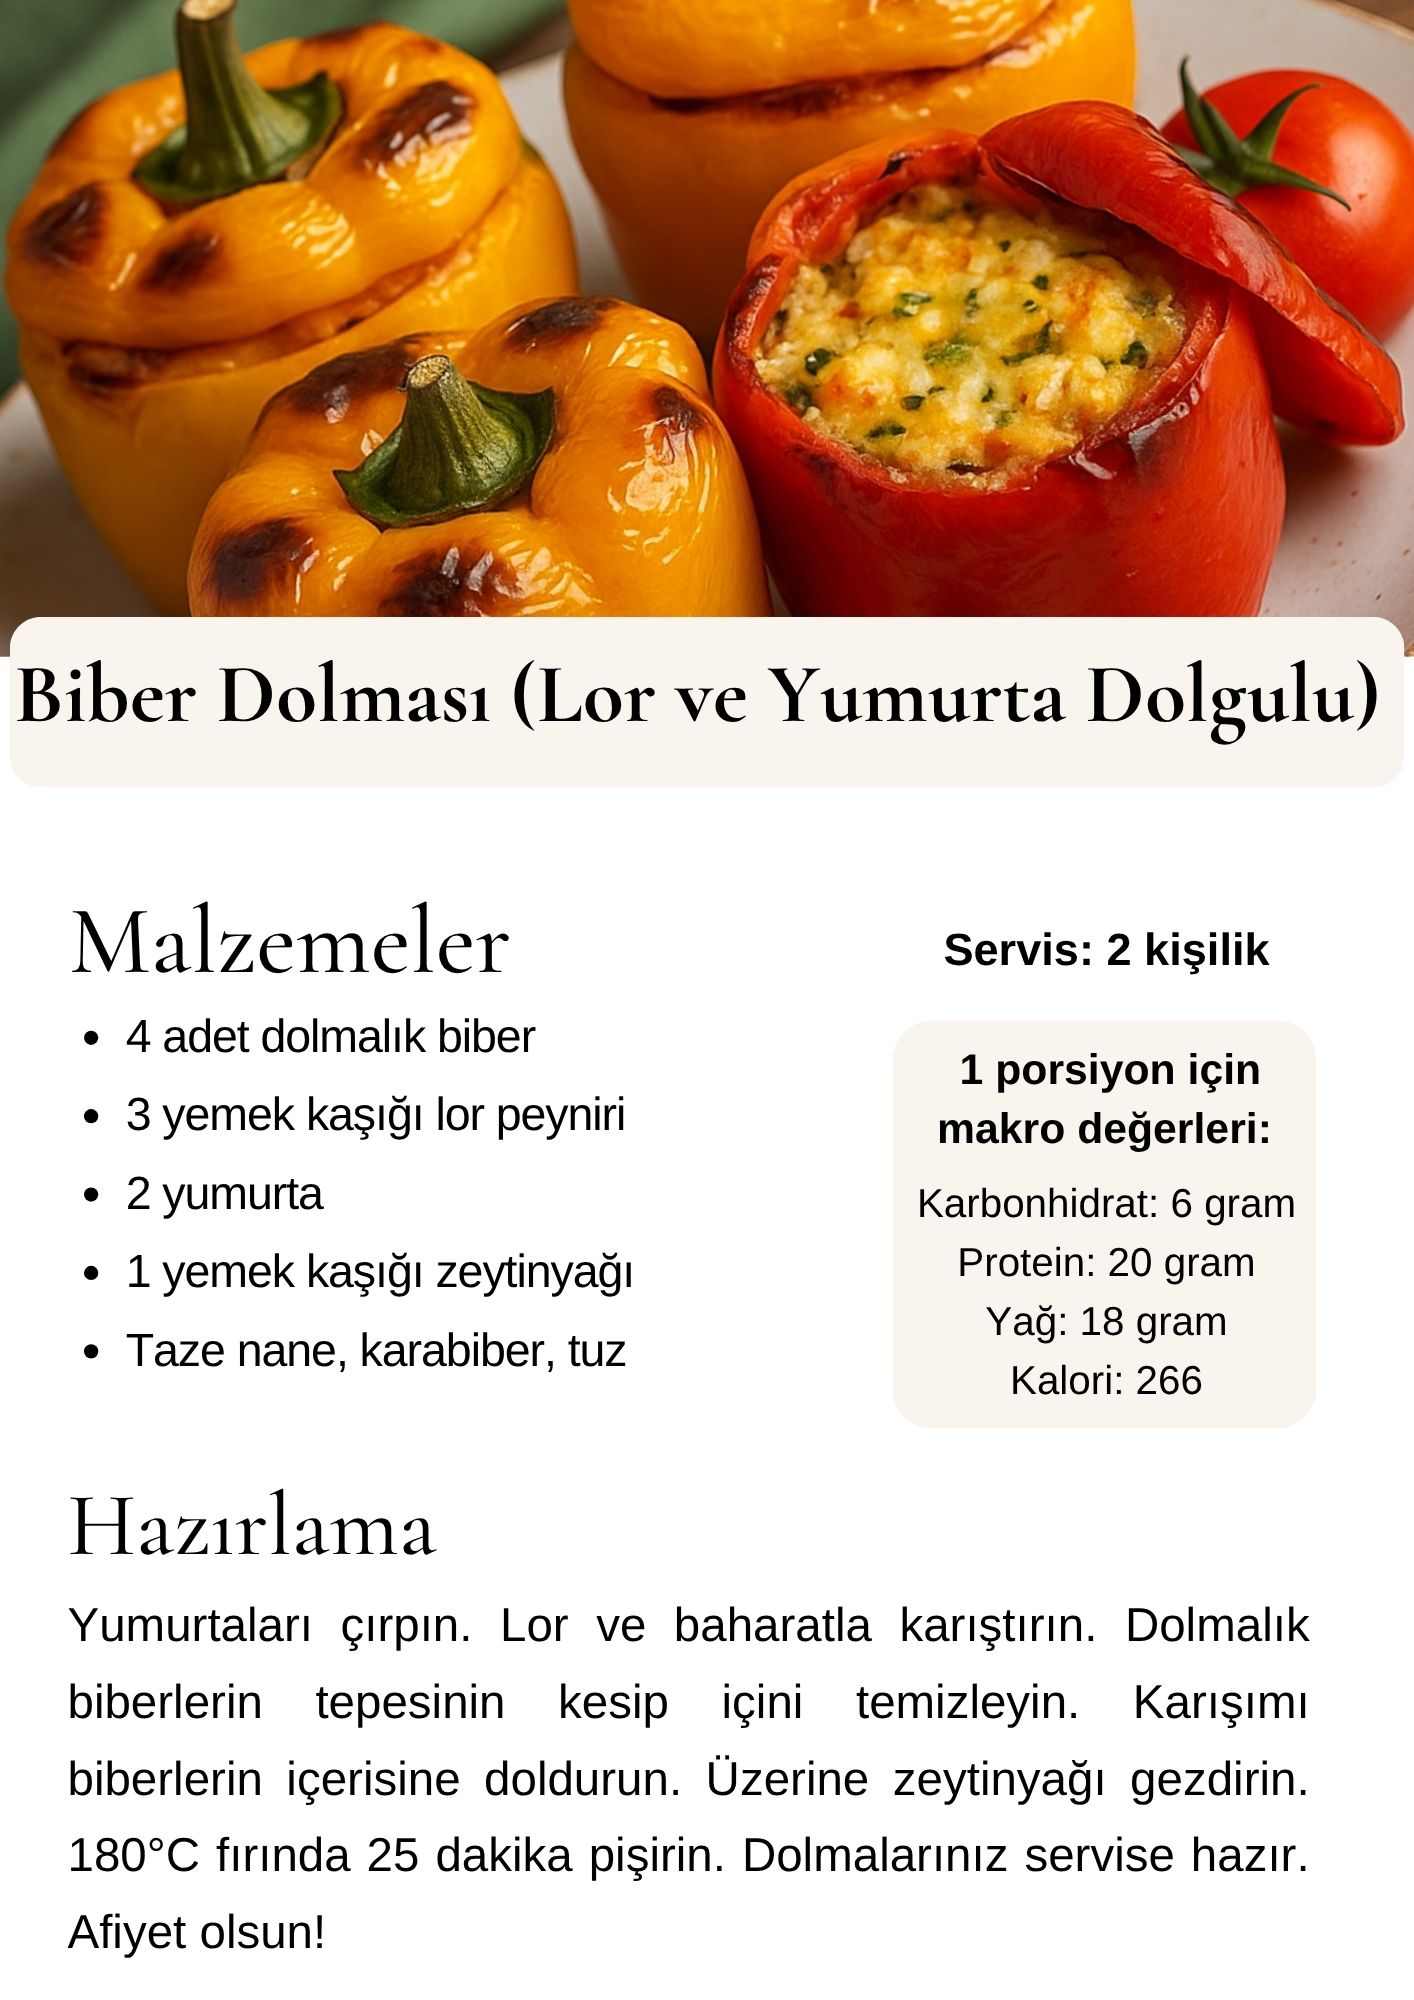 Biber Dolması (Lor ve Yumurta Dolgulu)
Malzemeler
• 4 adet dolmalık biber
• 3 yemek kaşığı lor peyniri
• 2 yumurta
• 1 yemek kaşığı zeytinyağı
• Taze nane, karabiber, tuz
Servis: 2 kişilik
1 porsiyon için
makro değerleri:
Karbonhidrat: 6 gram
Protein: 20 gram
Yağ: 18 gram
Kalori: 266
Hazırlama
Yumurtaları çırpın. Lor ve baharatla karıştırın. Dolmalık
biberlerin tepesinin kesip içini temizleyin. Karışımı
biberlerin içerisine doldurun. Üzerine zeytinyağı gezdirin.
180°C fırında 25 dakika pişirin. Dolmalarınız servise hazır.
Afiyet olsun!